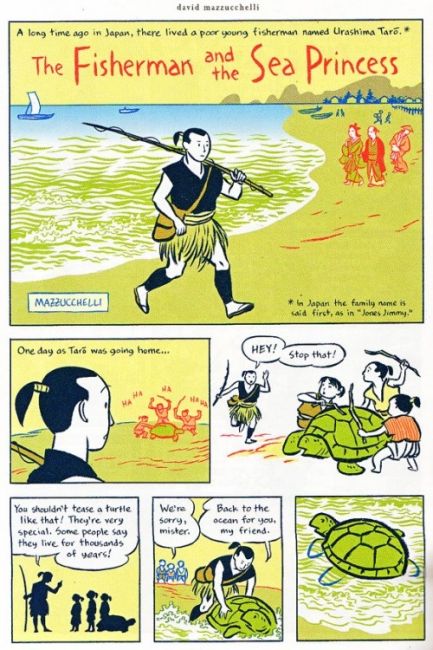 david mazzucchelli
A long time ago in Japan, there lived a poor young fisherman named Urashima Tarō.*
The Fisherman and the Sea Princess
MAZZUCCHELLI
* In Japan the family name is
said first, as in "Jones Jimmy."
One day as Tarō was going home...
HA HA
HA
HA HA
HA
HEY!
Stop that!
You shouldn't tease a turtle
like that! They're very
special. Some people say
they live for thousands
of years!
We're
sorry,
mister.
Back to the
ocean for you,
my friend.